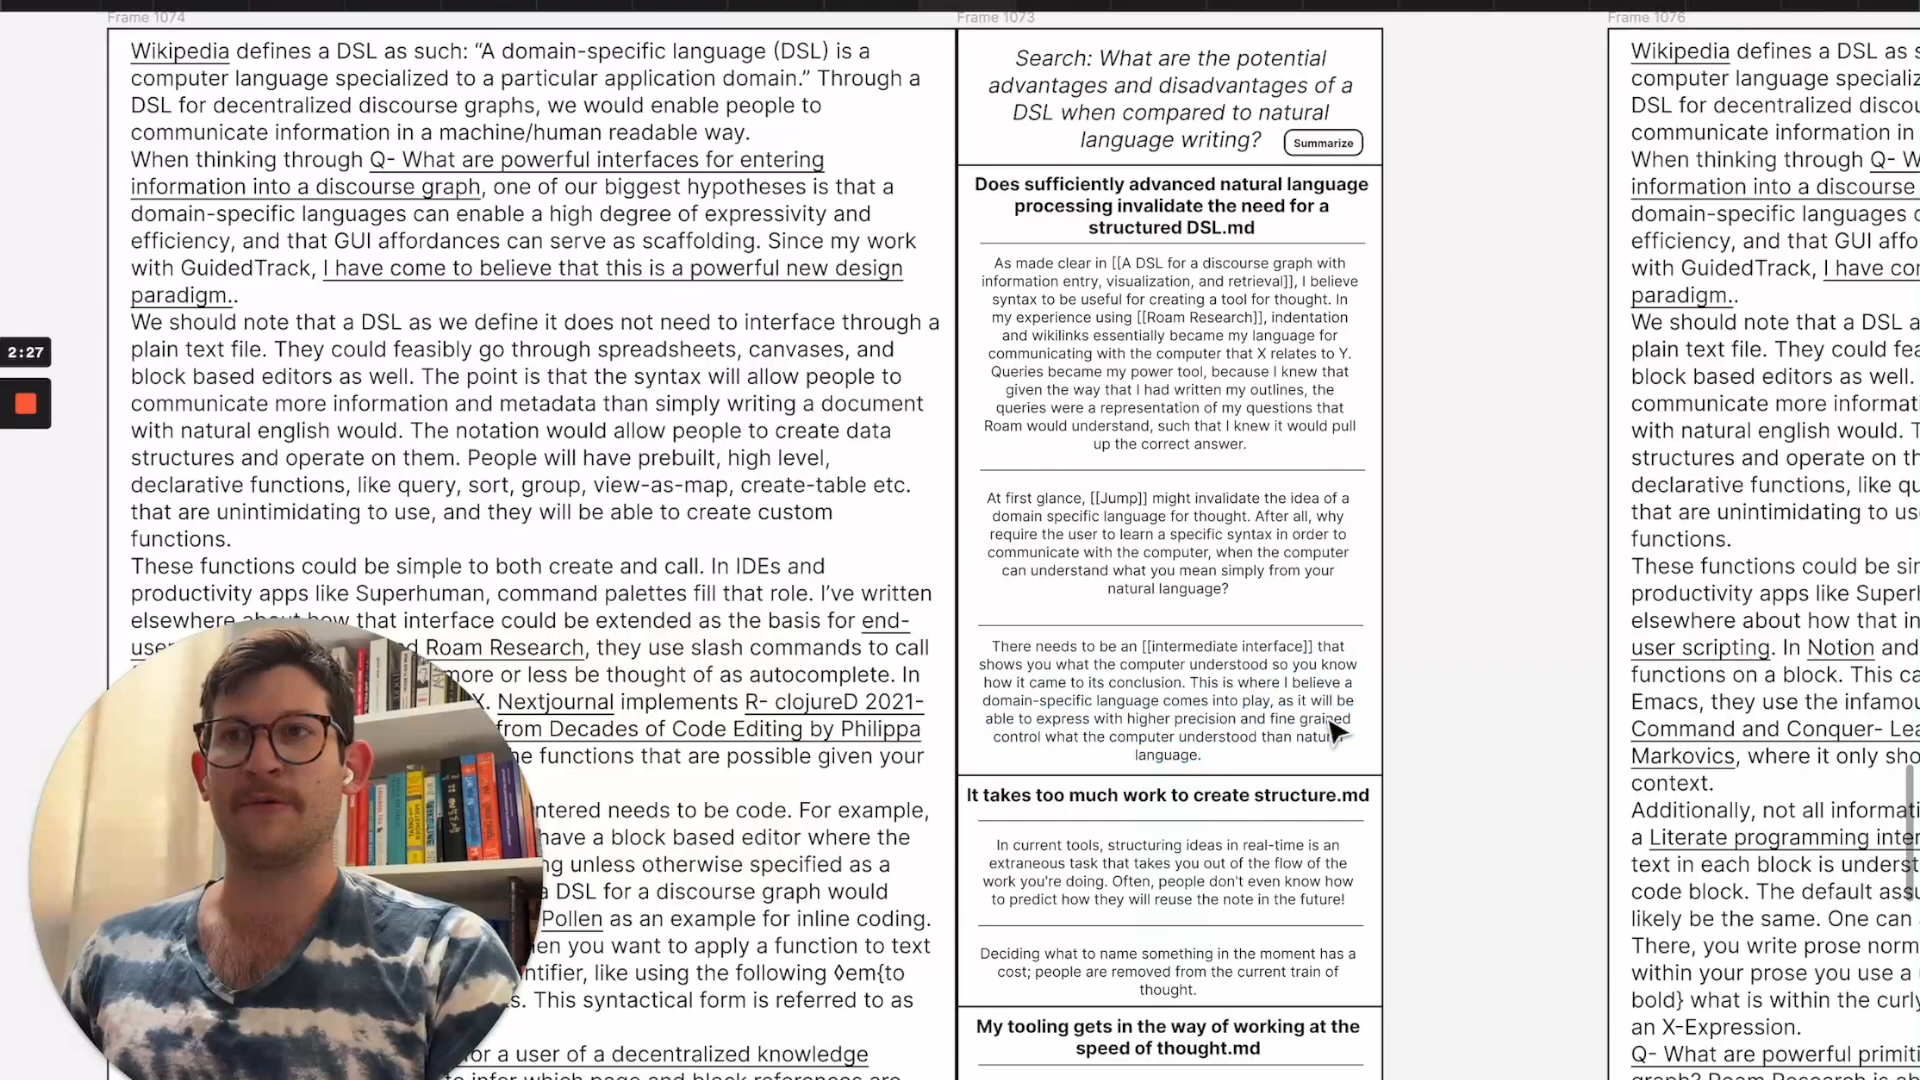 Frame 1074
Wikipedia defines a DSL as such: “A domain-specific language (DSL) is a
computer language specialized to a particular application domain.” Through a
DSL for decentralized discourse graphs, we would enable people to
communicate information in a machine/human readable way.
When thinking through Q- What are powerful interfaces for entering
information into a discourse graph, one of our biggest hypotheses is that a
domain-specific languages can enable a high degree of expressivity and
efficiency, and that GUI affordances can serve as scaffolding. Since my work
with GuidedTrack, I have come to believe that this is a powerful new design
paradigm..
We should note that a DSL as we define it does not need to interface through a
plain text file. They could feasibly go through spreadsheets, canvases, and
block based editors as well. The point is that the syntax will allow people to
communicate more information and metadata than simply writing a document
with natural english would. The notation would allow people to create data
structures and operate on them. People will have prebuilt, high level,
declarative functions, like query, sort, group, view-as-map, create-table etc.
that are unintimidating to use, and they will be able to create custom
functions.
These functions could be simple to both create and call. In IDEs and
productivity apps like Superhuman, command palettes fill that role. I’ve written
elsewhere about how that interface could be extended as the basis for end-
Roam Research, they use slash commands to call
more or less be thought of as autocomplete. In
X. Nextjournal implements R- clojureD 2021-
from Decades of Code Editing by Philippa
functions that are possible given your
needs to be code. For example,
have a block based editor where the
unless otherwise specified as a
a DSL for a discourse graph would
Pollen as an example for inline coding.
you want to apply a function to text
like using the following ◊em{to
This syntactical form is referred to as
for a user of a decentralized knowledge
to infer which page and block references are
2:27
Frame 1073
Search: What are the potential
advantages and disadvantages of a
DSL when compared to natural
language writing?
Summarize
Does sufficiently advanced natural language
processing invalidate the need for a
structured DSL.md
As made clear in [[A DSL for a discourse graph with
information entry, visualization, and retrieval]], I believe
syntax to be useful for creating a tool for thought. In
my experience using [[Roam Research]], indentation
and wikilinks essentially became my language for
communicating with the computer that X relates to Y.
Queries became my power tool, because I knew that
given the way that I had written my outlines, the
queries were a representation of my questions that
Roam would understand, such that I knew it would pull
up the correct answer.
At first glance, [[Jump]] might invalidate the idea of a
domain specific language for thought. After all, why
require the user to learn a specific syntax in order to
communicate with the computer, when the computer
can understand what you mean simply from your
natural language?
There needs to be an [[intermediate interface]] that
shows you what the computer understood so you know
how it came to its conclusion. This is where I believe a
domain-specific language comes into play, as it will be
able to express with higher precision and fine grained
control what the computer understood than natural
language.
It takes too much work to create structure.md
In current tools, structuring ideas in real-time is an
extraneous task that takes you out of the flow of the
work you're doing. Often, people don't even know how
to predict how they will reuse the note in the future!
Deciding what to name something in the moment has a
cost; people are removed from the current train of
thought.
My tooling gets in the way of working at the
speed of thought.md
Frame 1076
Wikipedia defines a DSL as
computer language
DSL for decentralized
communicate information in
When thinking through Q-
information into a discourse
domain-specific languages
efficiency, and that GUI
with GuidedTrack, I have
paradigm..
We should note that a DSL
plain text file. They could
block based editors as well.
communicate more
with natural english would.
structures and operate on
declarative functions, like
that are unintimidating to
functions.
These functions could be
productivity apps like
elsewhere about how that
user scripting. In Notion and
functions on a block. This
Emacs, they use the
Command and Conquer-
Markovics, where it only
context.
Additionally, not all
a Literate programming
text in each block is
code block. The default
likely be the same. One can
There, you write prose
within your prose you use a
bold} what is within the
an X-Expression.
Q- What are powerful